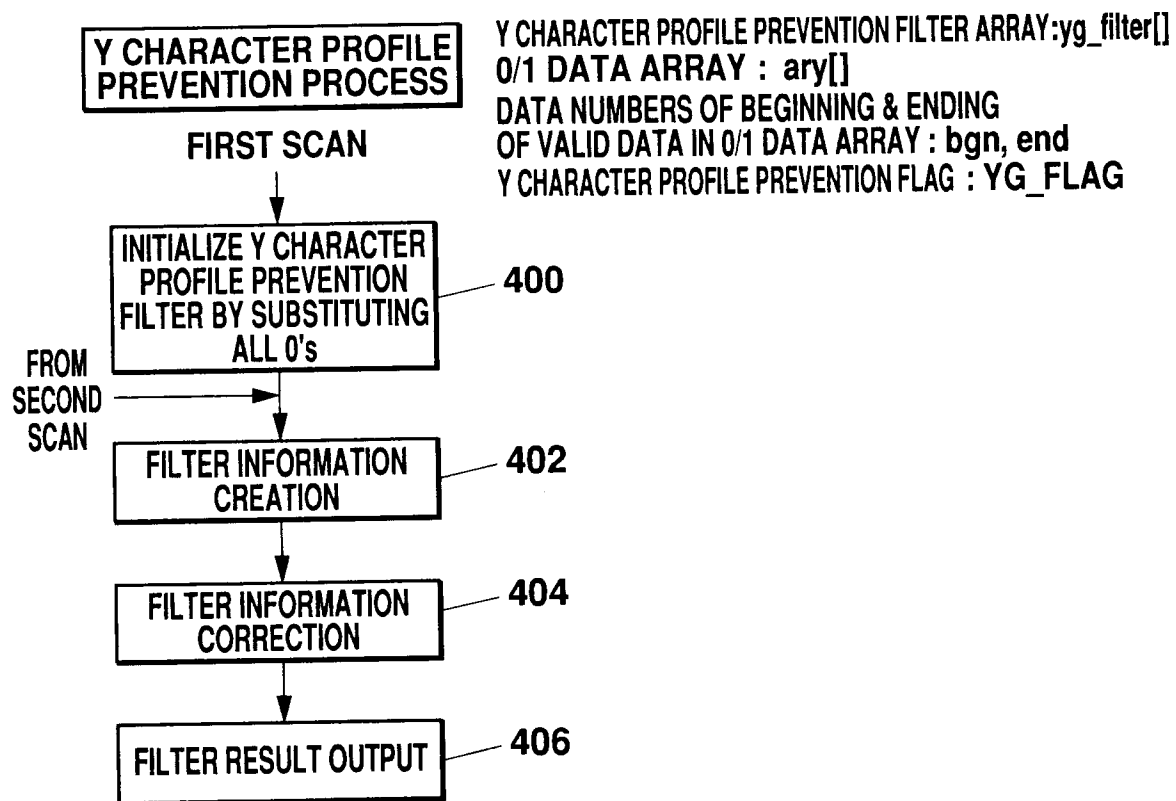 Y CHARACTER PROFILE
PREVENTION PROCESS
Y CHARACTER PROFILE PREVENTION FILTER ARRAY:yg_filter[]
0/1 DATA ARRAY : ary[]
DATA NUMBERS OF BEGINNING & ENDING
OF VALID DATA IN 0/1 DATA ARRAY : bgn, end
Y CHARACTER PROFILE PREVENTION FLAG : YG_FLAG
FIRST SCAN
INITIALIZE Y CHARACTER
PROFILE PREVENTION
FILTER BY SUBSTITUTING
ALL 0's
400
FROM
SECOND
SCAN
FILTER INFORMATION
CREATION
402
FILTER INFORMATION
CORRECTION
404
FILTER RESULT OUTPUT
406